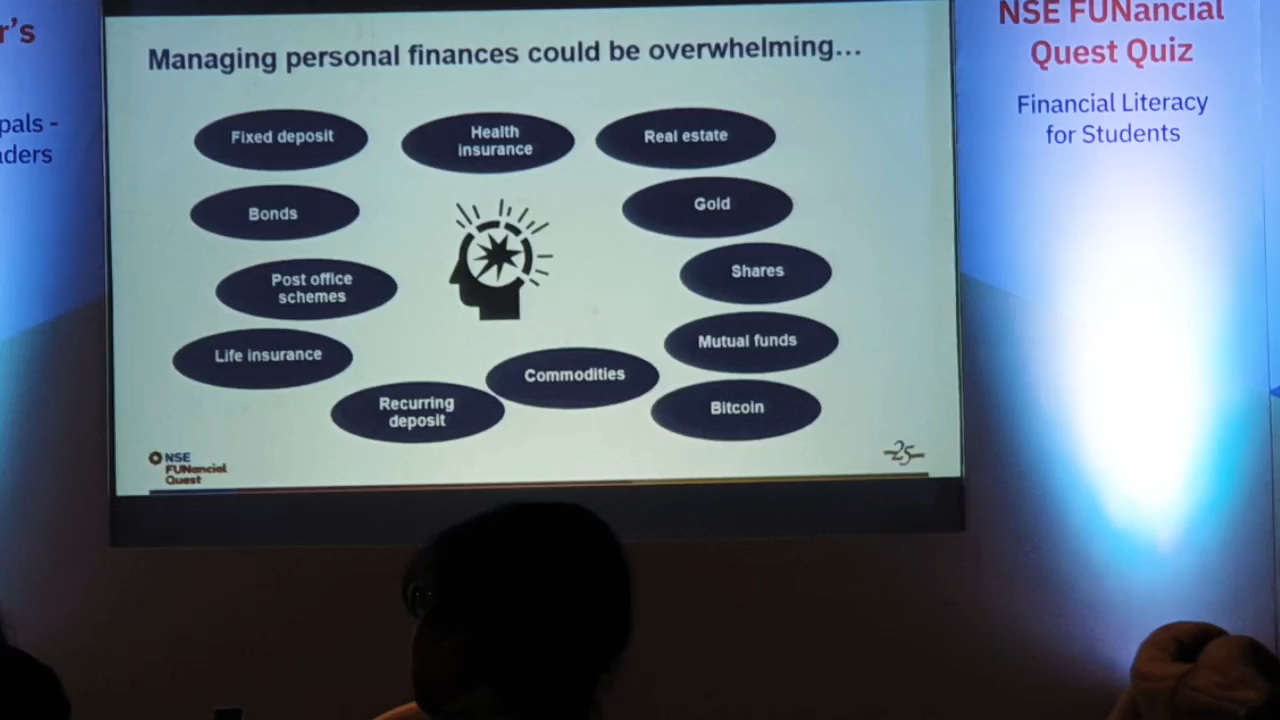 r's
pals -
aders
Managing personal finances could be overwhelming...
Fixed deposit
Health
insurance
Real estate
Bonds
Gold
Post office
schemes
Shares
Life insurance
Mutual funds
Commodities
Recurring
deposit
Bitcoin
NSE
FUNancial
Quest
25
NSE FUNancial
Quest Quiz
Financial Literacy
for Students